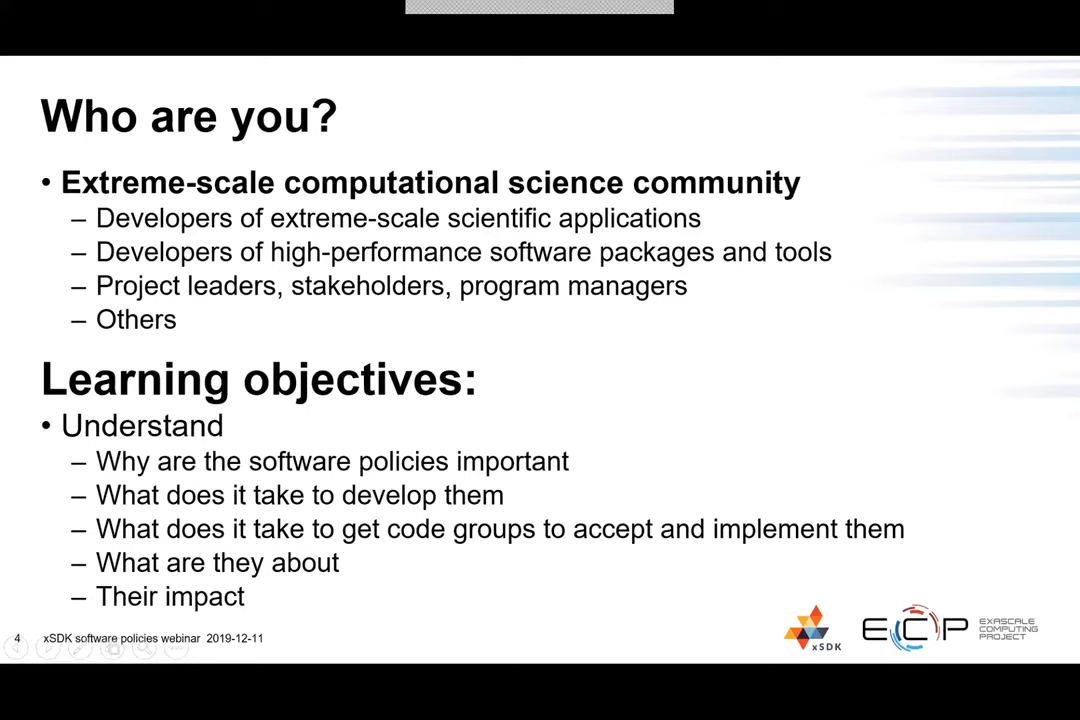 Who are you?
• Extreme-scale computational science community
– Developers of extreme-scale scientific applications
– Developers of high-performance software packages and tools
– Project leaders, stakeholders, program managers
– Others
Learning objectives:
• Understand
– Why are the software policies important
– What does it take to develop them
– What does it take to get code groups to accept and implement them
– What are they about
– Their impact
4 xSDK software policies webinar 2019-12-11
xSDK
ECP
EXASCALE
COMPUTING
PROJECT